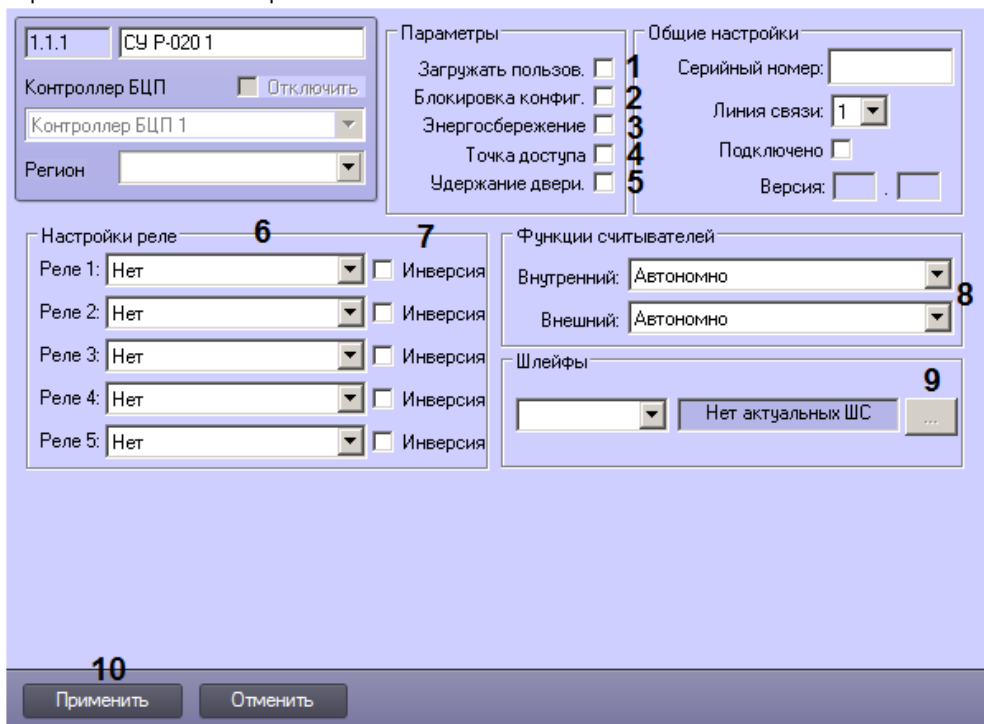 1.1.1 СУ Р-020 1
Контроллер БЦП Отключить
Контроллер БЦП 1
Регион
Параметры
Загружать пользов. 1
Блокировка конфиг. 2
Энергосбережение 3
Точка доступа 4
Удержание двери. 5
Общие настройки
Серийный номер:
Линия связи: 1
Подключено
Версия: .
Настройки реле 6 7
Реле 1: Нет Инверсия
Реле 2: Нет Инверсия
Реле 3: Нет Инверсия
Реле 4: Нет Инверсия
Реле 5: Нет Инверсия
Функции считывателей
Внутренний: Автономно
8
Внешний: Автономно
Шлейфы
9
Нет актуальных ШС ...
10
Применить Отменить